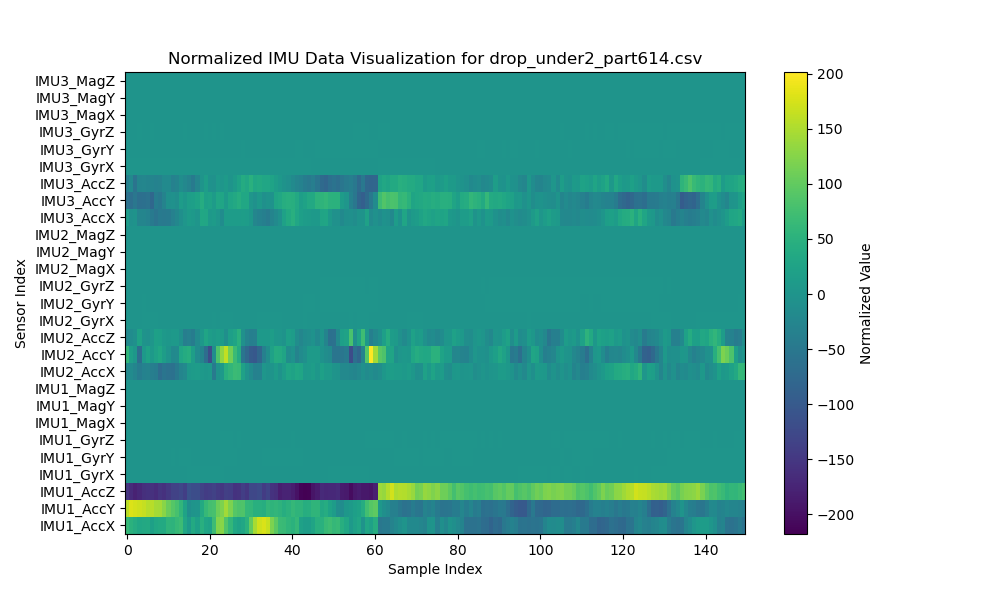 Normalized IMU Data Visualization for drop_under2_part614.csv
IMU3_MagZ
IMU3_MagY
IMU3_MagX
IMU3_GyrZ
IMU3_GyrY
IMU3_GyrX
IMU3_AccZ
IMU3_AccY
IMU3_AccX
IMU2_MagZ
IMU2_MagY
IMU2_MagX
IMU2_GyrZ
IMU2_GyrY
IMU2_GyrX
IMU2_AccZ
IMU2_AccY
IMU2_AccX
IMU1_MagZ
IMU1_MagY
IMU1_MagX
IMU1_GyrZ
IMU1_GyrY
IMU1_GyrX
IMU1_AccZ
IMU1_AccY
IMU1_AccX
Sensor Index
0 20 40 60 80 100 120 140
Sample Index
200
150
100
50
0
−50
−100
−150
−200
Normalized Value